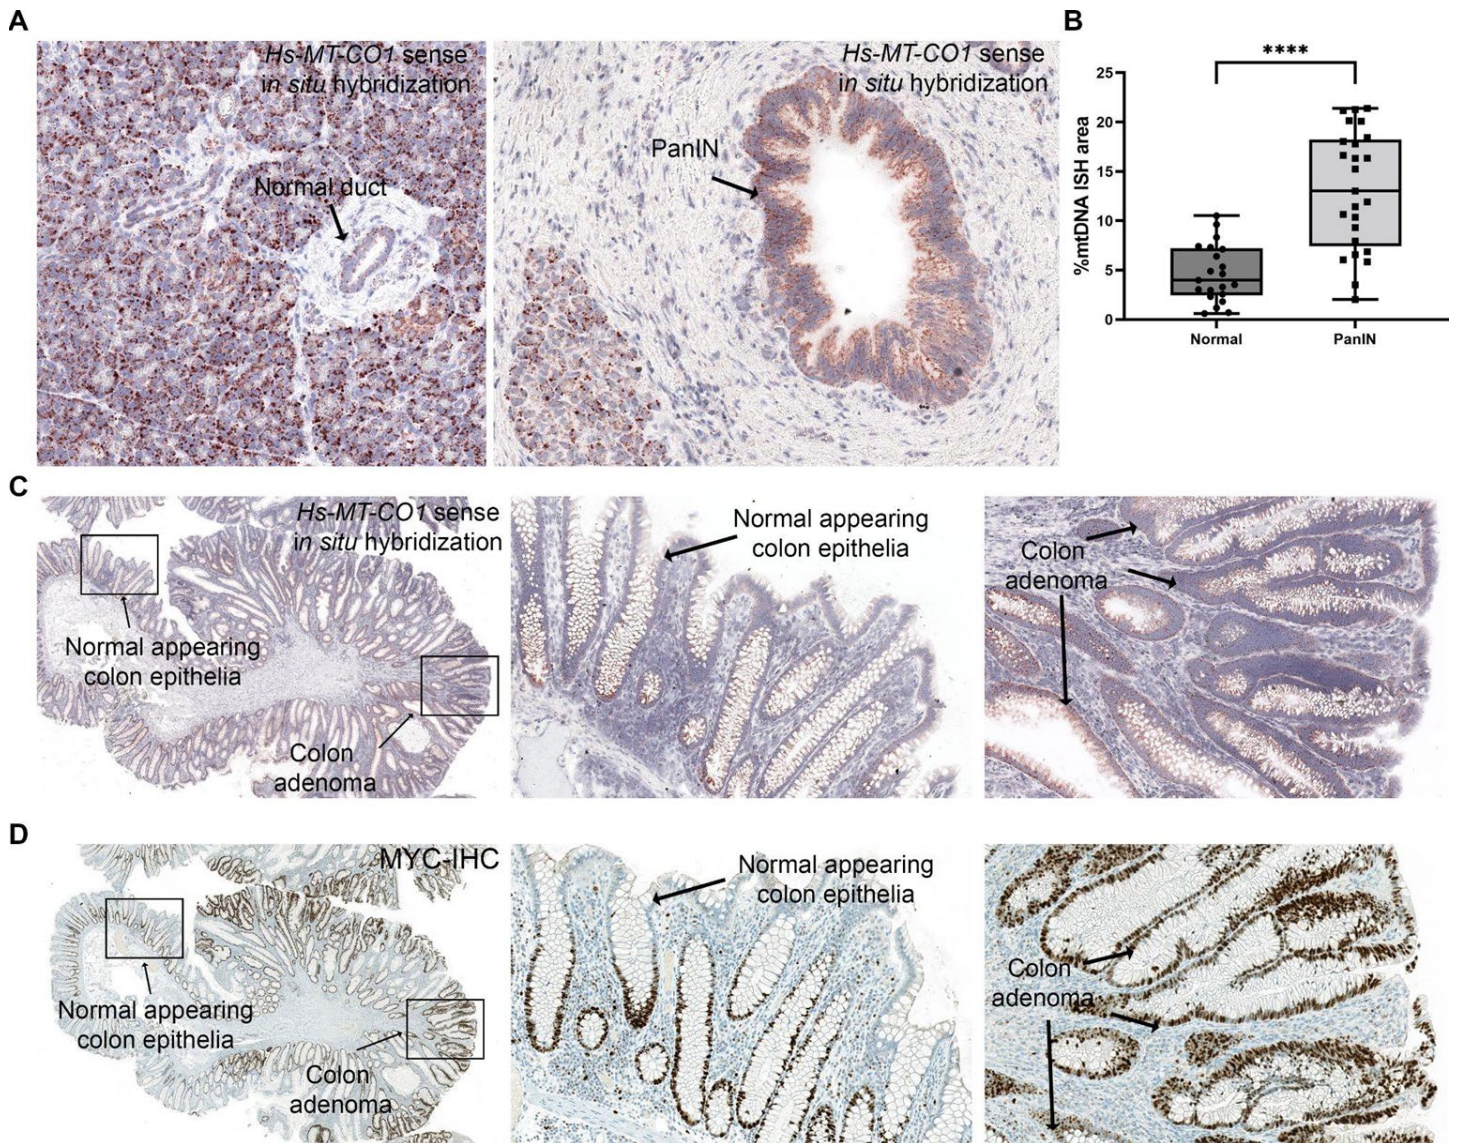 A
Hs-MT-CO1 sense
in situ hybridization
Normal duct
Hs-MT-CO1 sense
in situ hybridization
PanIN
B
****
%mtDNA ISH area
25
20
15
10
5
0
Normal
PanIN
C
Hs-MT-CO1 sense
in situ hybridization
Normal appearing
colon epithelia
Colon
adenoma
Normal appearing
colon epithelia
Colon
adenoma
D
MYC-IHC
Normal appearing
colon epithelia
Colon
adenoma
Normal appearing
colon epithelia
Colon
adenoma